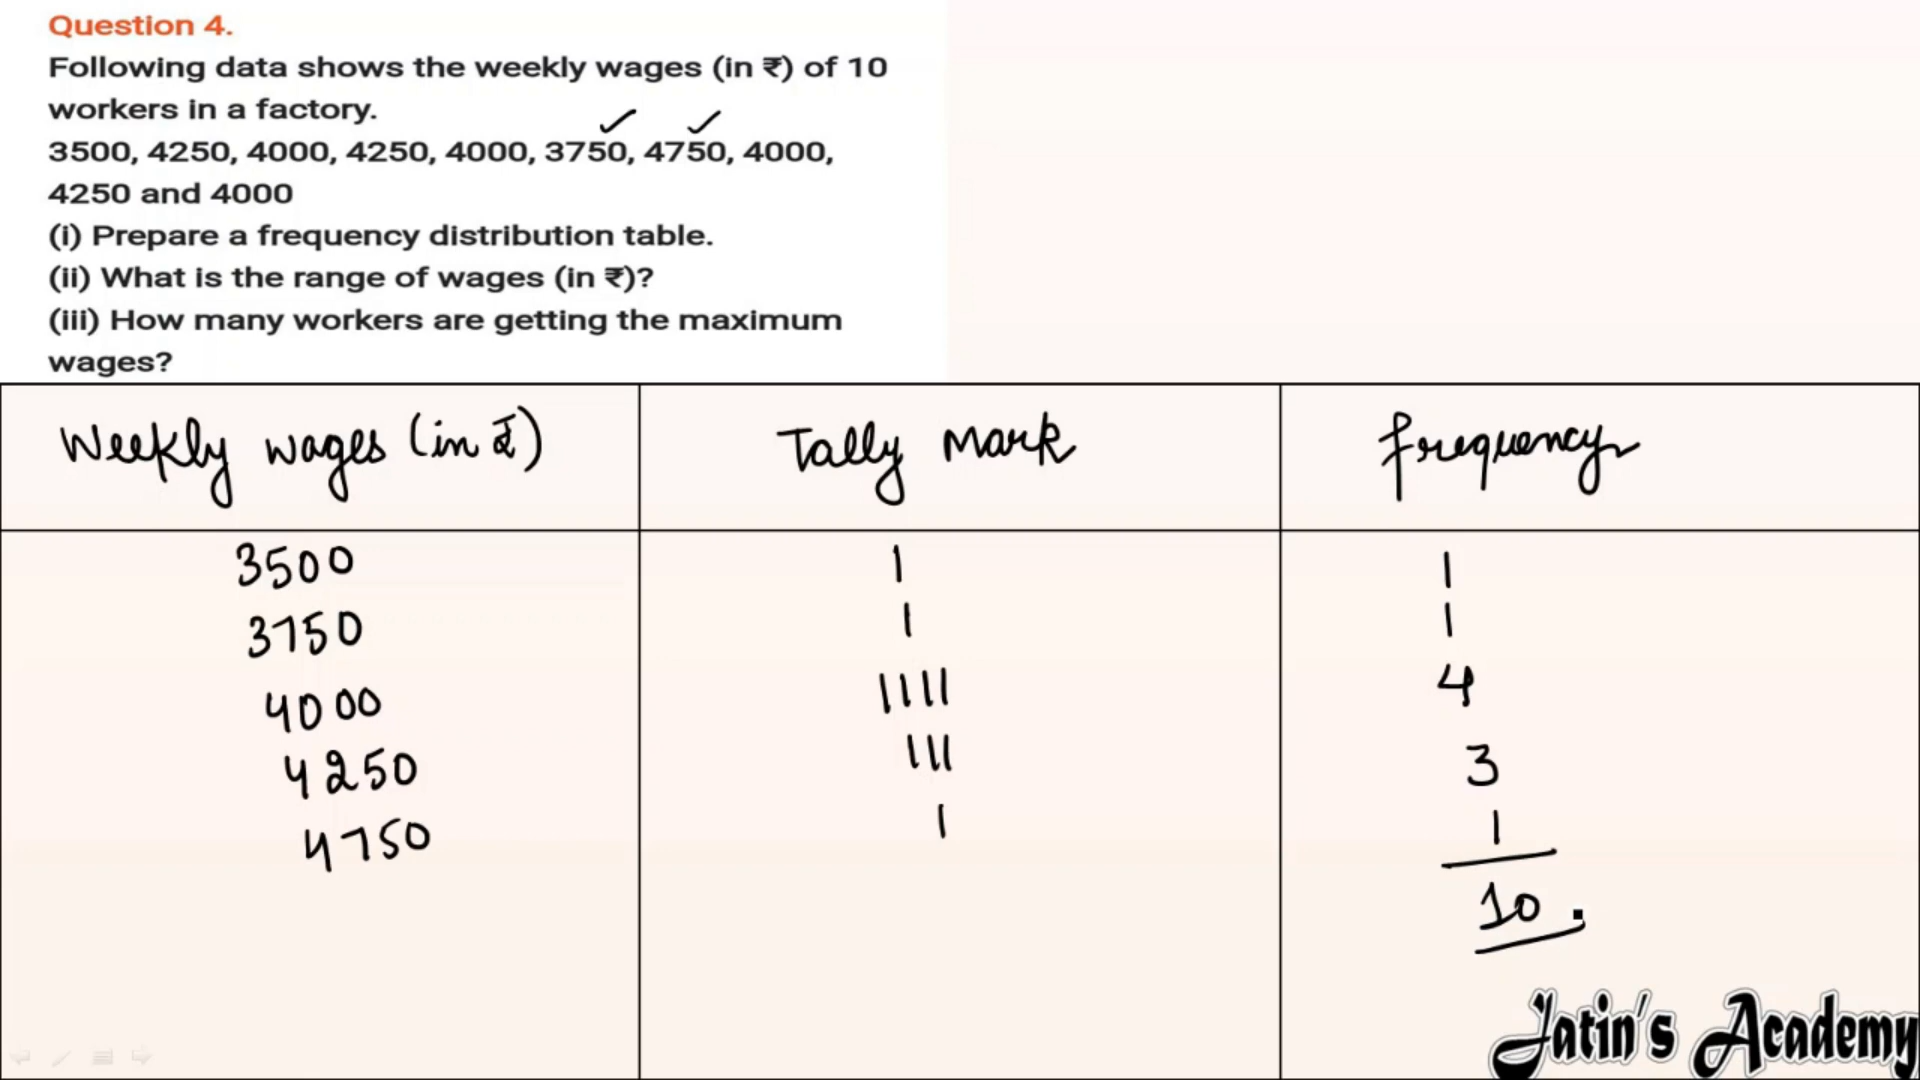 Question 4.
Following data shows the weekly wages (in ₹) of 10
workers in a factory.
3500, 4250, 4000, 4250, 4000, 3750, 4750, 4000,
4250 and 4000
(i) Prepare a frequency distribution table.
(ii) What is the range of wages (in ₹)?
(iii) How many workers are getting the maximum
wages?
Weekly wages (in ₹) Tally Mark frequency
3500 | 1
3750 | 1
4000 |||| 4
4250 ||| 3
4750 | 1
10
Jatin's Academy